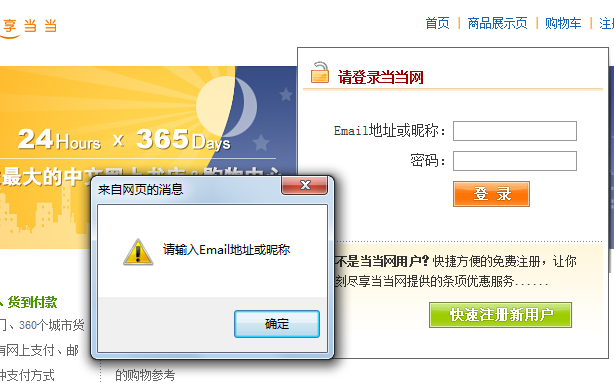 享当当
首页 | 商品展示页 | 购物车 | 注
请登录当当网
Email地址或昵称：
密码：
登 录
24Hours x 365Days
最大的中文网上书店&购物中心
来自网页的消息
请输入Email地址或昵称
确定
不是当当网用户？快捷方便的免费注册，让你
刻尽享当当网提供的条项优惠服务......
快速注册新用户
、货到付款
门、360个城市货
有网上支付、邮
种支付方式
的购物参考